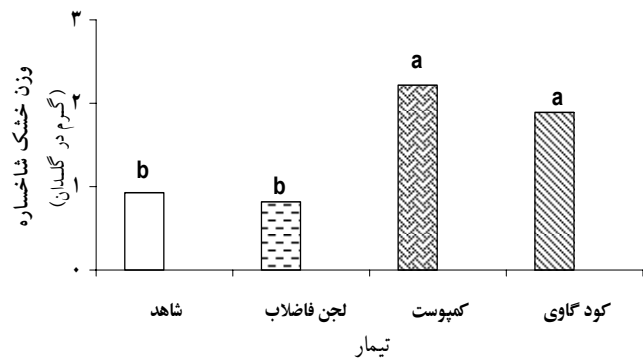 ۳
۲
۱
۰
وزن خشک شاخساره
(گرم در گلدان)
b
b
a
a
شاهد
لجن فاضلاب
کمپوست
کود گاوی
تیمار